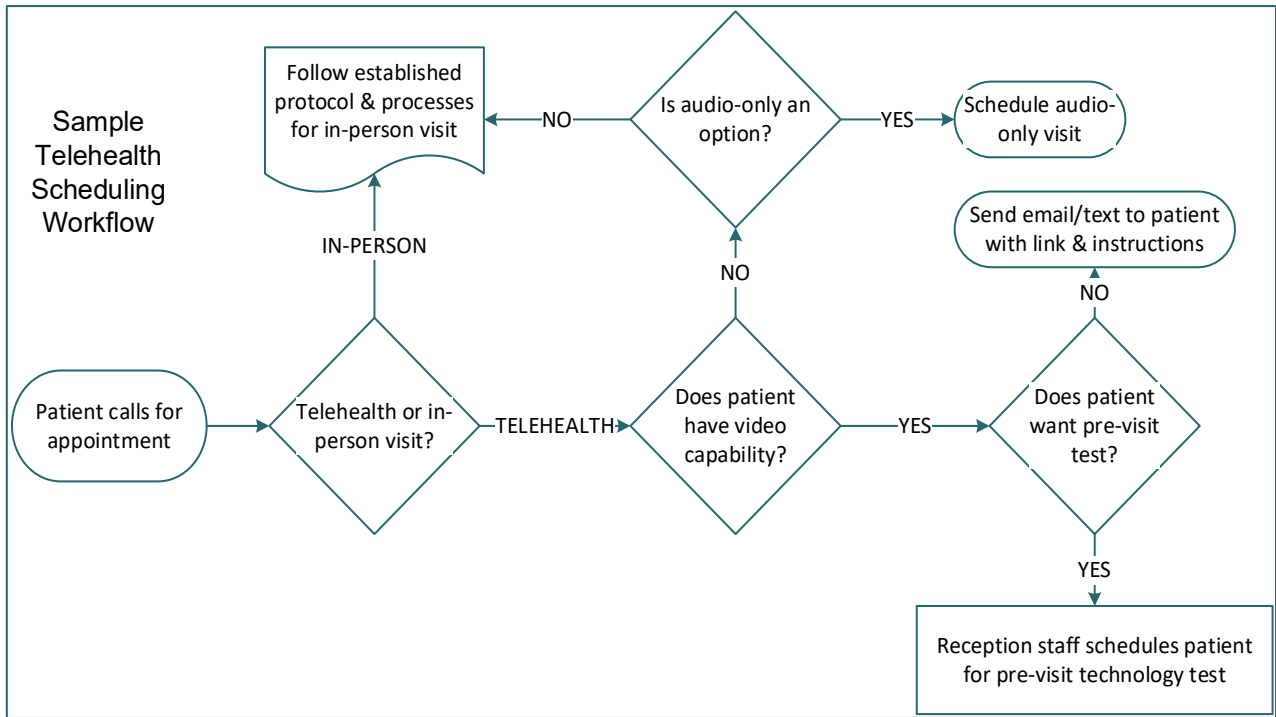 Sample
Telehealth
Scheduling
Workflow
Follow established
protocol & processes
for in-person visit
NO
Is audio-only an
option?
YES
Schedule audio-
only visit
Send email/text to patient
with link & instructions
IN-PERSON
NO
NO
Patient calls for
appointment
Telehealth or in-
person visit?
TELEHEALTH
Does patient
have video
capability?
YES
Does patient
want pre-visit
test?
YES
Reception staff schedules patient
for pre-visit technology test